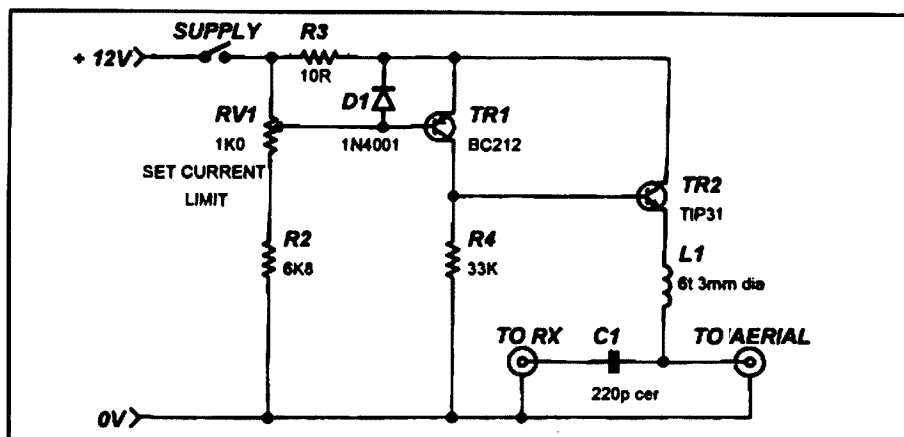 SUPPLY
R3
+ 12V
10R
D1
TR1
RV1
1K0
1N4001
BC212
SET CURRENT
LIMIT
TR2
TIP31
R2
6K8
R4
33K
L1
6t 3mm dia
TO RX
C1
TO AERIAL
220p cer
0V